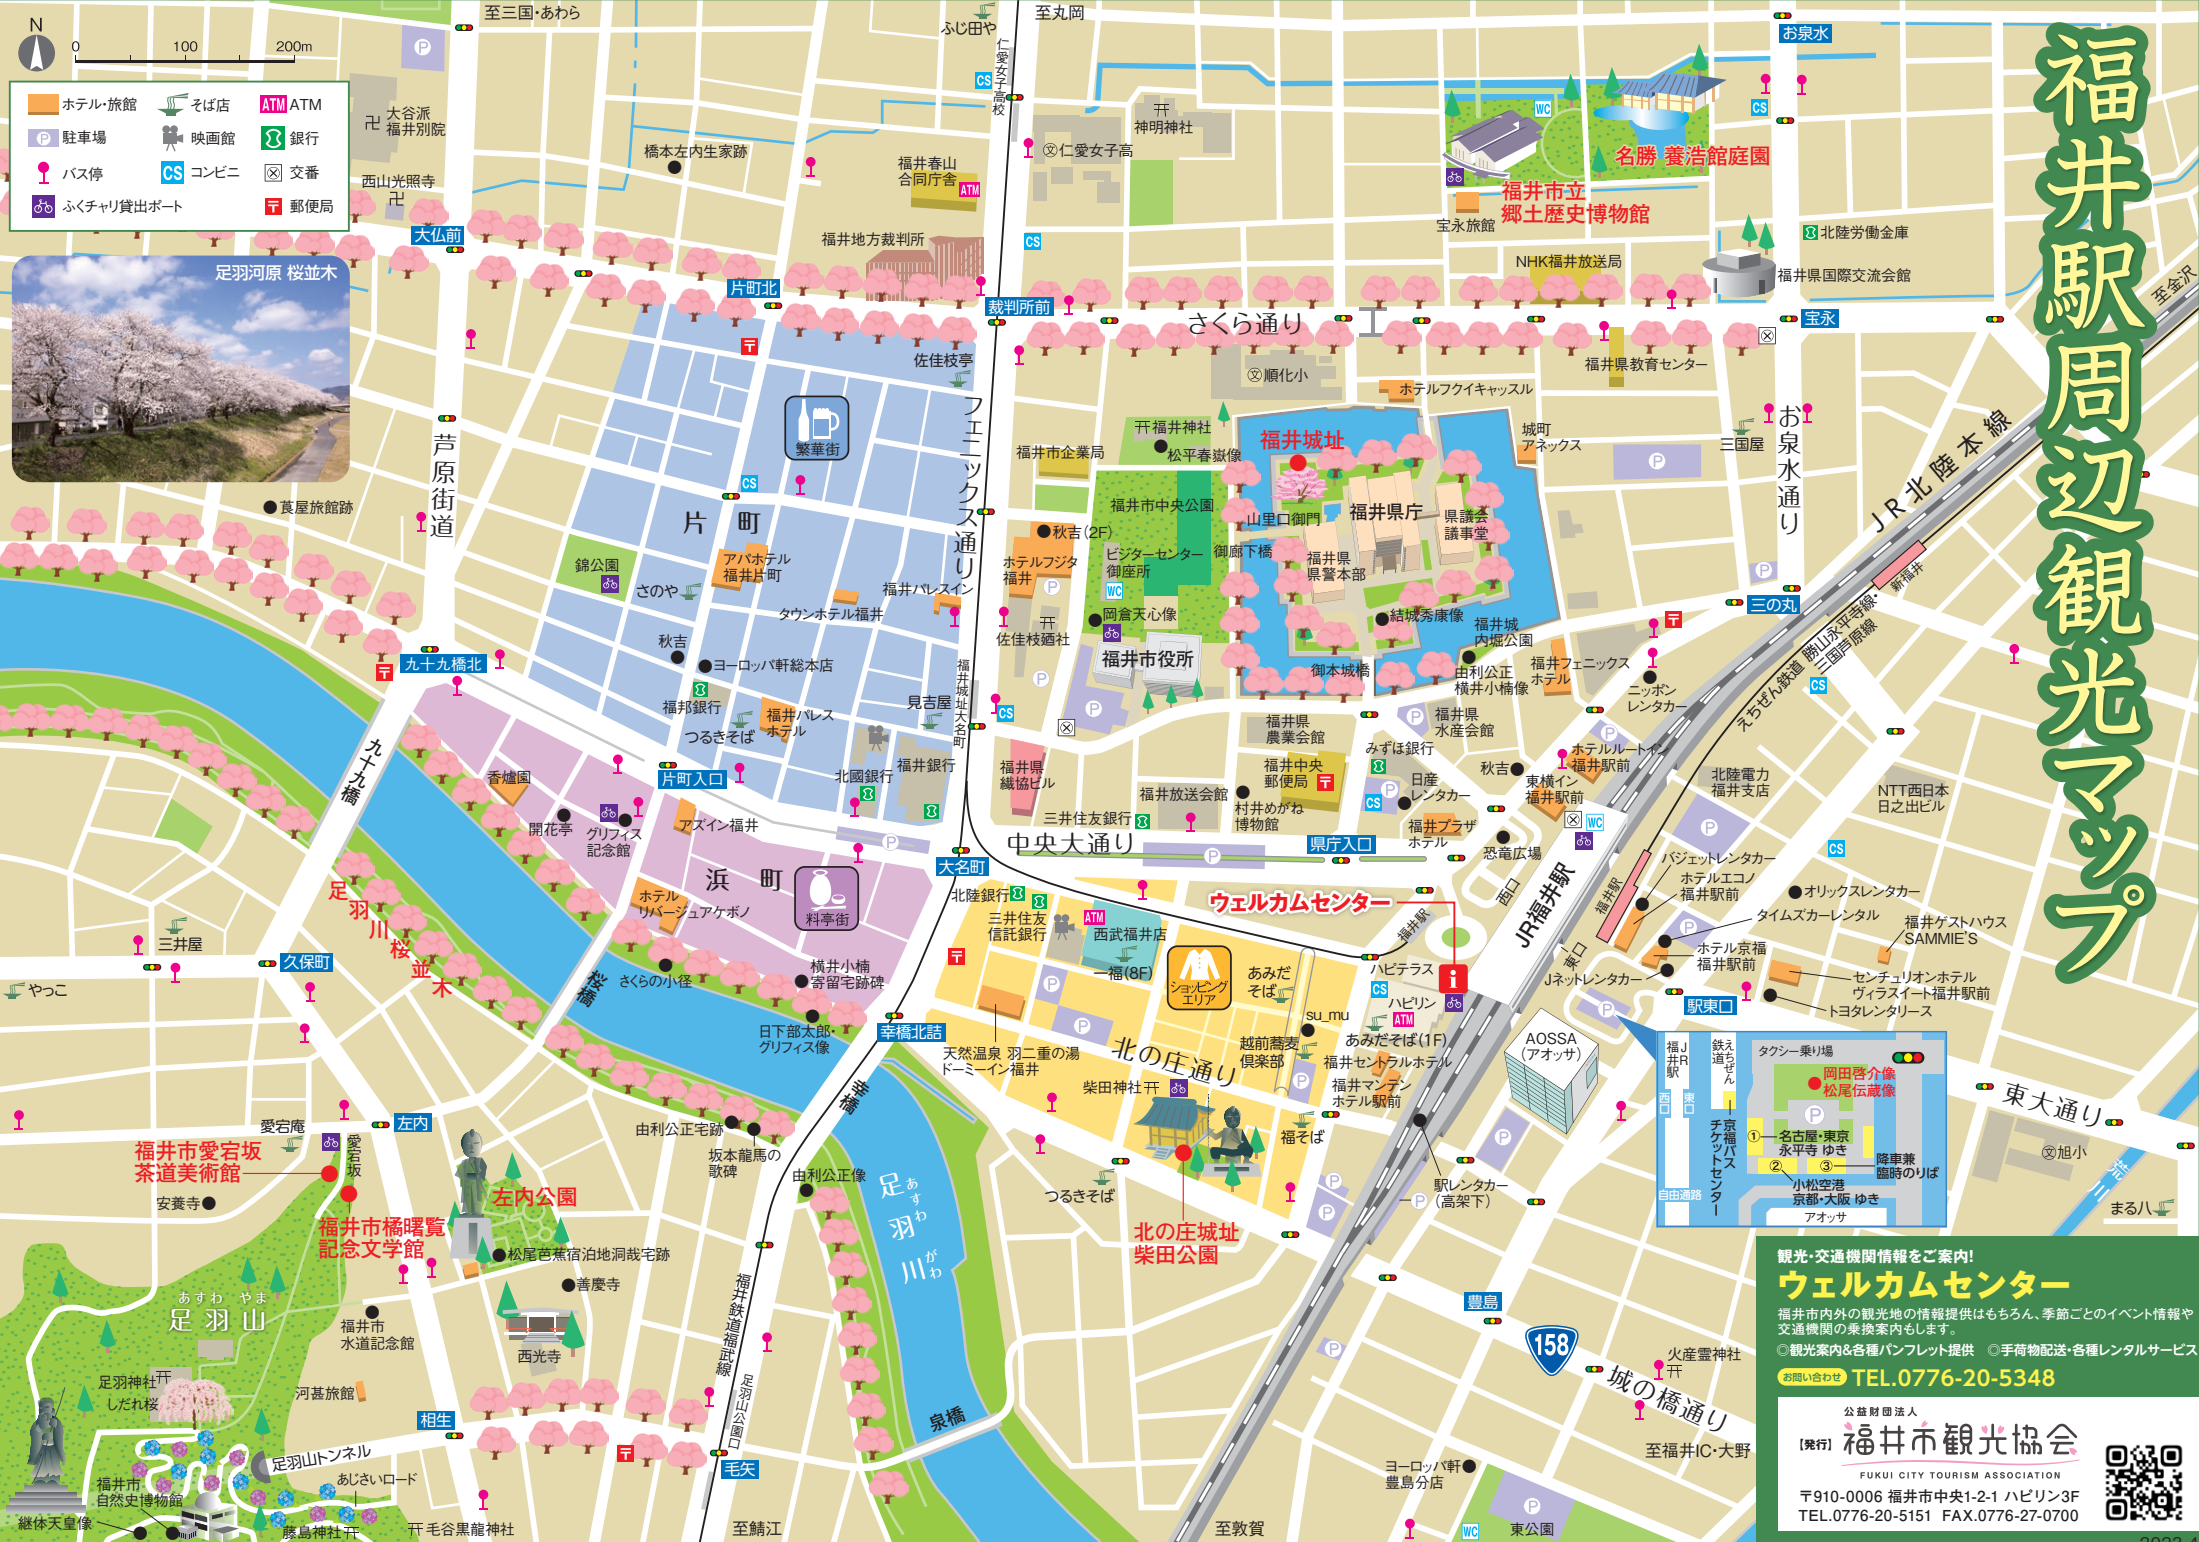 福井駅周辺観光マップ
N
0 100 200m
ホテル・旅館
そば店
ATM ATM
P 駐車場
映画館
銀行
バス停
CS コンビニ
交番
ふくチャリ貸出ポート
郵便局
足羽河原 桜並木
至三国・あわら
ふじ田や
至丸岡
仁愛女子高校
大谷派
福井別院
西山光照寺
橋本左内生家跡
福井春山
合同庁舎
福井地方裁判所
神明神社
文仁愛女子高
お泉水
名勝 養浩館庭園
福井市立
郷土歴史博物館
宝永旅館
北陸労働金庫
NHK福井放送局
福井県国際交流会館
至金沢
大仏前
片町北
裁判所前
さくら通り
宝永
佐佳枝亭
文順化小
ホテルフクイキャッスル
福井県教育センター
繁華街
フェニックス通り
芦原街道
莨屋旅館跡
福井市企業局
福井神社
松平春嶽像
福井城址
城町
アネックス
三国屋
お泉水通り
JR北陸本線
片町
福井市中央公園
山里口御門
福井県庁
県議会
議事堂
秋吉(2F)
ホテルフジタ
福井
ビジターセンター
御座所
御廊下橋
福井県
県警本部
WC
錦公園
さのや
アパホテル
福井片町
タウンホテル福井
福井パレスイン
新福井
三の丸
えちぜん鉄道 勝山永平寺線・
三国芦原線
佐佳枝廼社
岡倉天心像
結城秀康像
福井城
内堀公園
福井市役所
御本城橋
由利公正
横井小楠像
福井フェニックス
ホテル
ニッポン
レンタカー
九十九橋北
秋吉
ヨーロッパ軒総本店
福邦銀行
つるきそば
福井パレス
ホテル
見吉屋
福井城址大名町
福井県
農業会館
福井県
水産会館
みずほ銀行
ホテルルートイン
福井駅前
九十九橋
香爐園
片町入口
北國銀行
福井銀行
福井県
繊協ビル
福井放送会館
福井中央
郵便局
日産
レンタカー
秋吉
東横イン
福井駅前
北陸電力
福井支店
NTT西日本
日之出ビル
開花亭
グリフィス
記念館
アズイン福井
三井住友銀行
村井めがね
博物館
福井プラザ
ホテル
恐竜広場
中央大通り
県庁入口
大名町
浜町
料亭街
ホテル
リバージュアケボノ
北陸銀行
三井住友
信託銀行
西武福井店
一福(8F)
ウェルカムセンター
西口
JR福井駅
福井駅
福井駅
東口
バジェットレンタカー
ホテルエコノ
福井駅前
オリックスレンタカー
タイムズカーレンタル
福井ゲストハウス
SAMMIE'S
ホテル京福
福井駅前
Jネットレンタカー
センチュリオンホテル
ヴィラスイート福井駅前
トヨタレンタリース
駅東口
足羽川桜並木
三井屋
久保町
やっこ
桜橋
さくらの小径
横井小楠
寄留宅跡碑
日下部太郎・
グリフィス像
幸橋北詰
ショッピング
エリア
あみだ
そば
ハピテラス
ハピリン
su_mu
あみだそば(1F)
天然温泉 羽二重の湯
ドーミーイン福井
北の庄通り
越前蕎麦
倶楽部
福井セントラルホテル
福井マンテン
ホテル駅前
柴田神社
AOSSA
(アオッサ)
福そば
幸橋
由利公正宅跡
坂本龍馬の
歌碑
由利公正像
愛宕庵
左内
愛宕坂
福井市愛宕坂
茶道美術館
安養寺
福井市橘曙覧
記念文学館
左内公園
松尾芭蕉宿泊地洞哉宅跡
善慶寺
足羽川
あすわがわ
つるきそば
北の庄城址
柴田公園
駅レンタカー
(高架下)
福井駅 JR
えちぜん鉄道
タクシー乗り場
岡田啓介像
松尾伝蔵像
西口
東口
京福バス
チケットセンター
①名古屋・東京
永平寺 ゆき
② ③
降車兼
臨時のりば
小松空港
京都・大阪 ゆき
自由通路
アオッサ
東大通り
文旭小
荒川
まる八
あすわ やま
足羽山
福井市
水道記念館
西光寺
福井鉄道福武線
足羽神社
しだれ桜
河甚旅館
相生
足羽山公園口
足羽山トンネル
あじさいロード
福井市
自然史博物館
継体天皇像
藤島神社
毛谷黒龍神社
毛矢
泉橋
至鯖江
至敦賀
豊島
158
火産霊神社
城の橋通り
至福井IC・大野
ヨーロッパ軒
豊島分店
東公園
観光・交通機関情報をご案内!
ウェルカムセンター
福井市内外の観光地の情報提供はもちろん、季節ごとのイベント情報や
交通機関の乗換案内もします。
◎観光案内&各種パンフレット提供 ◎手荷物配送・各種レンタルサービス
お問い合わせ TEL.0776-20-5348
公益財団法人
【発行】福井市観光協会
FUKUI CITY TOURISM ASSOCIATION
〒910-0006 福井市中央1-2-1 ハピリン3F
TEL.0776-20-5151 FAX.0776-27-0700